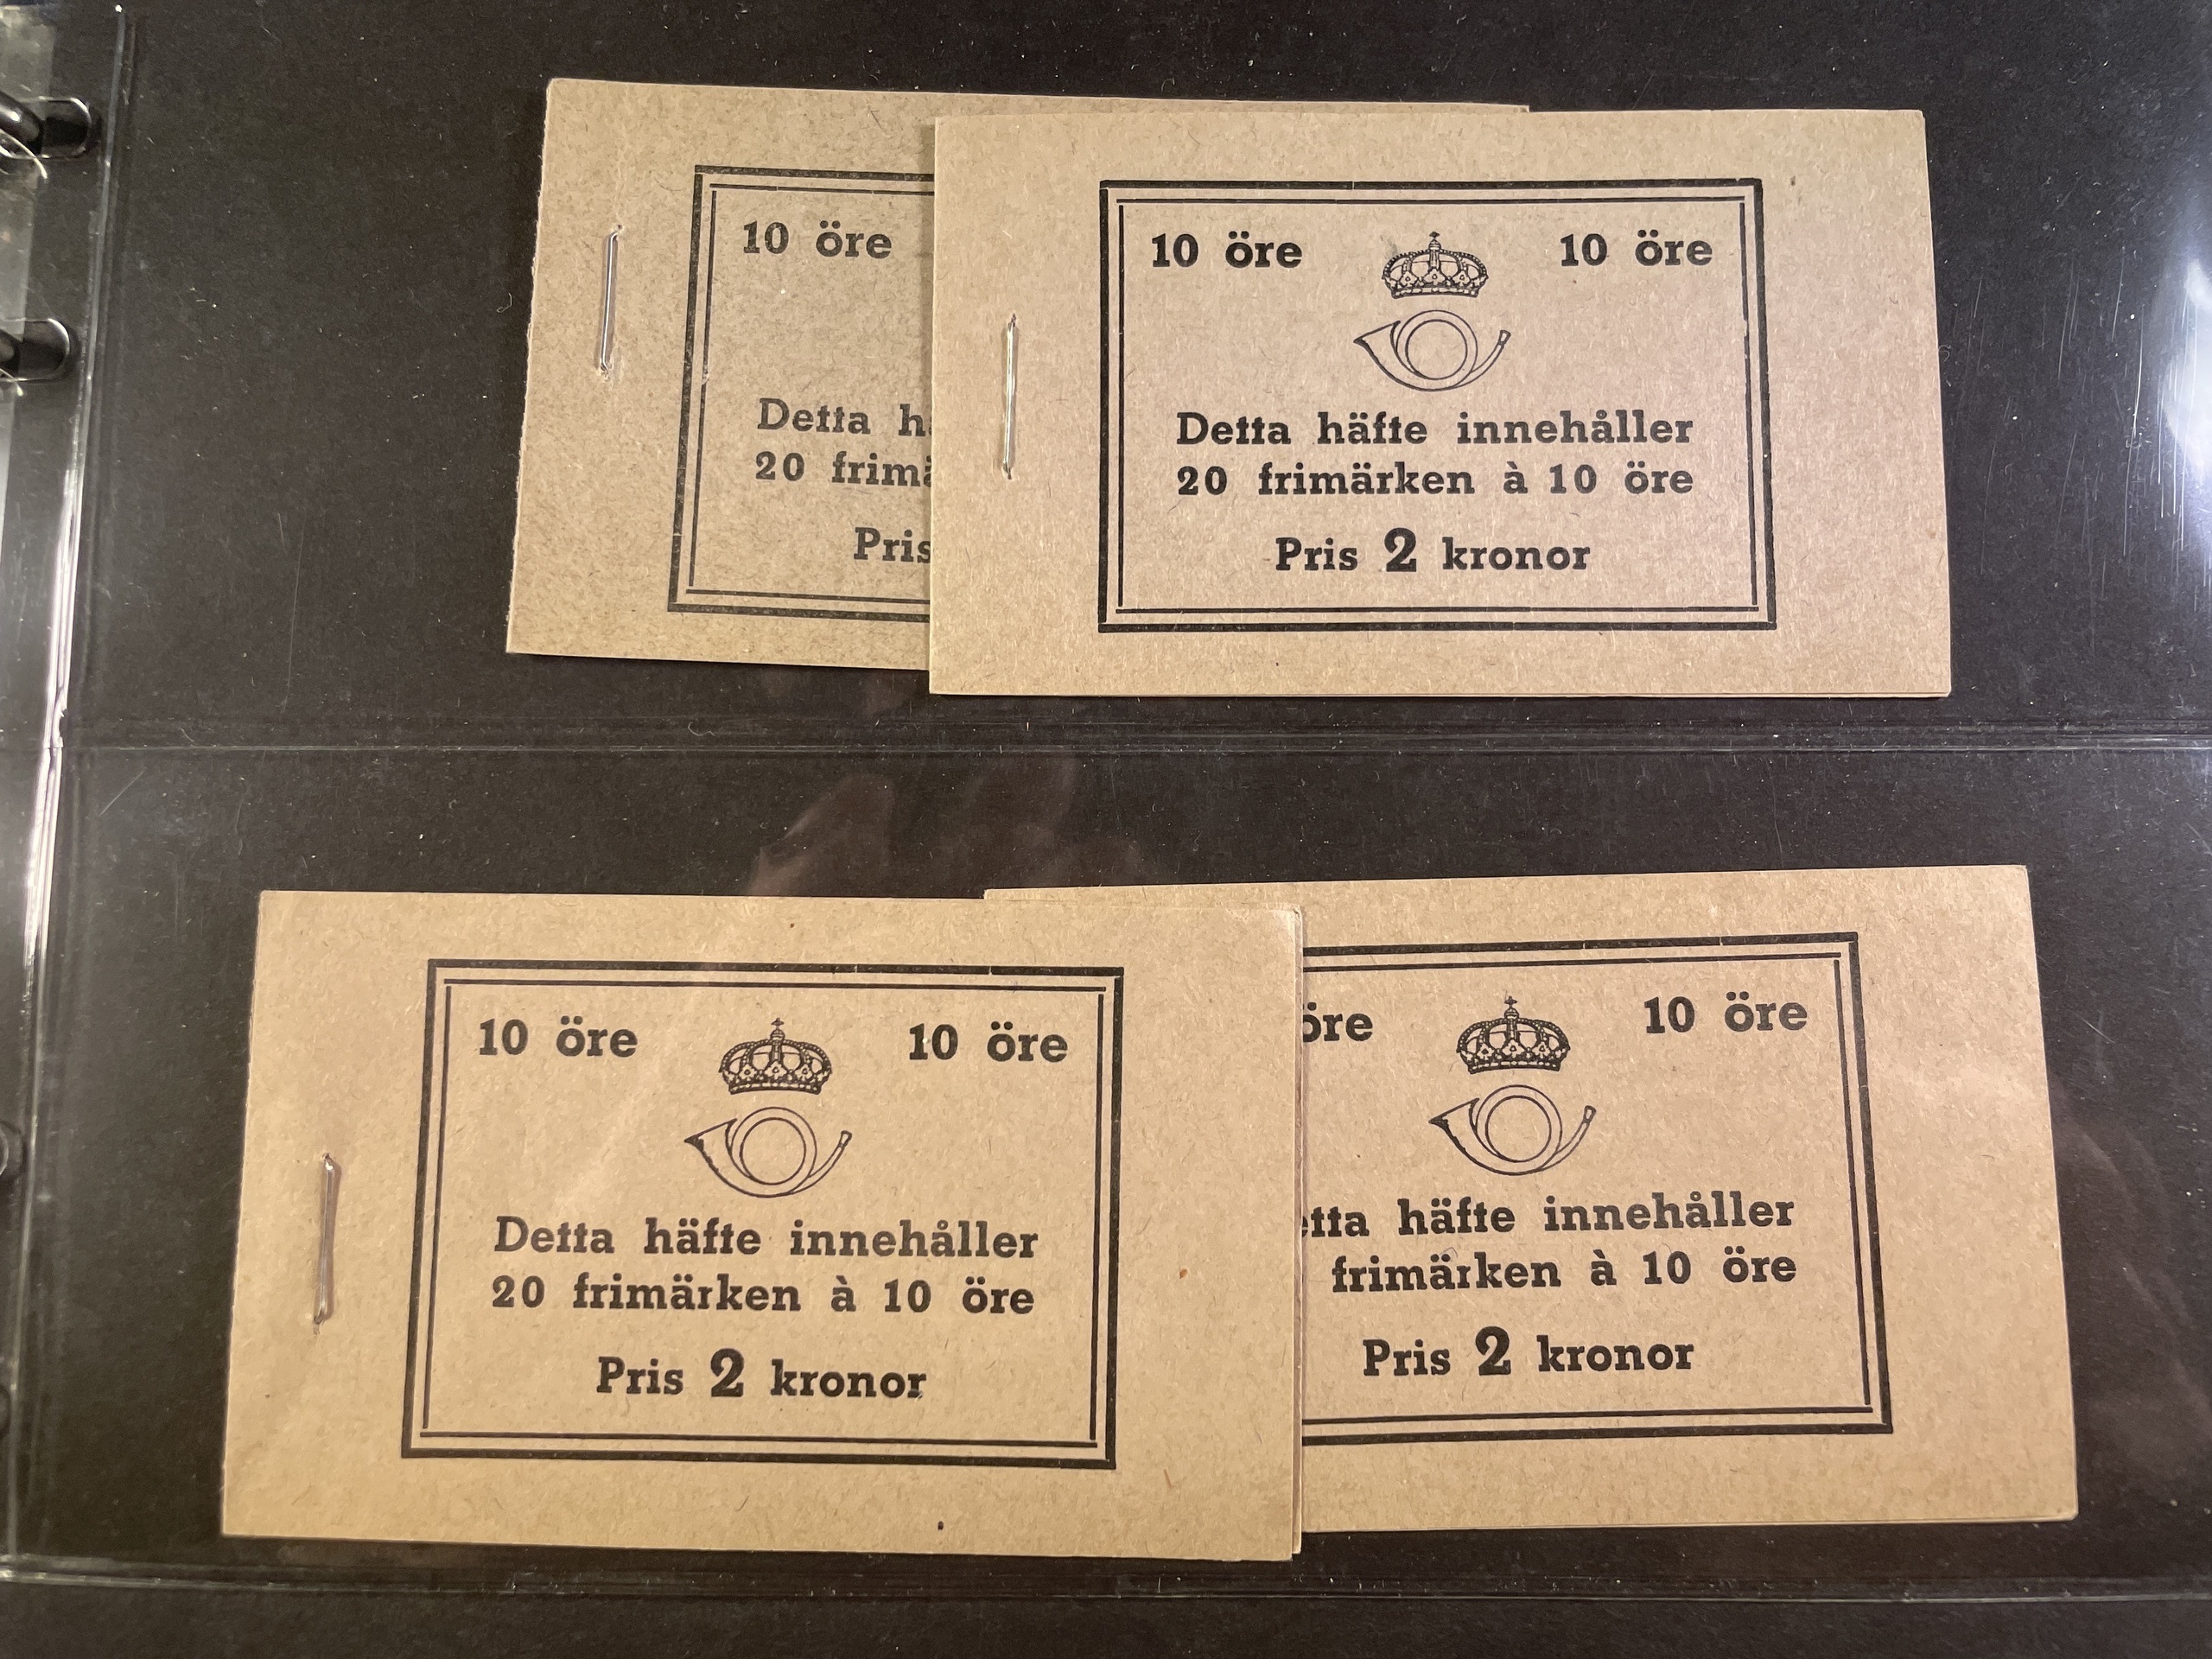 10 öre
Detta
20
Pris
10 öre 10 öre
Detta häfte innehåller
20 frimärken à 10 öre
Pris 2 kronor
10 öre 10 öre
Detta häfte innehåller
20 frimärken à 10 öre
Pris 2 kronor
öre 10 öre
häfte innehåller
frimärken à 10 öre
Pris 2 kronor